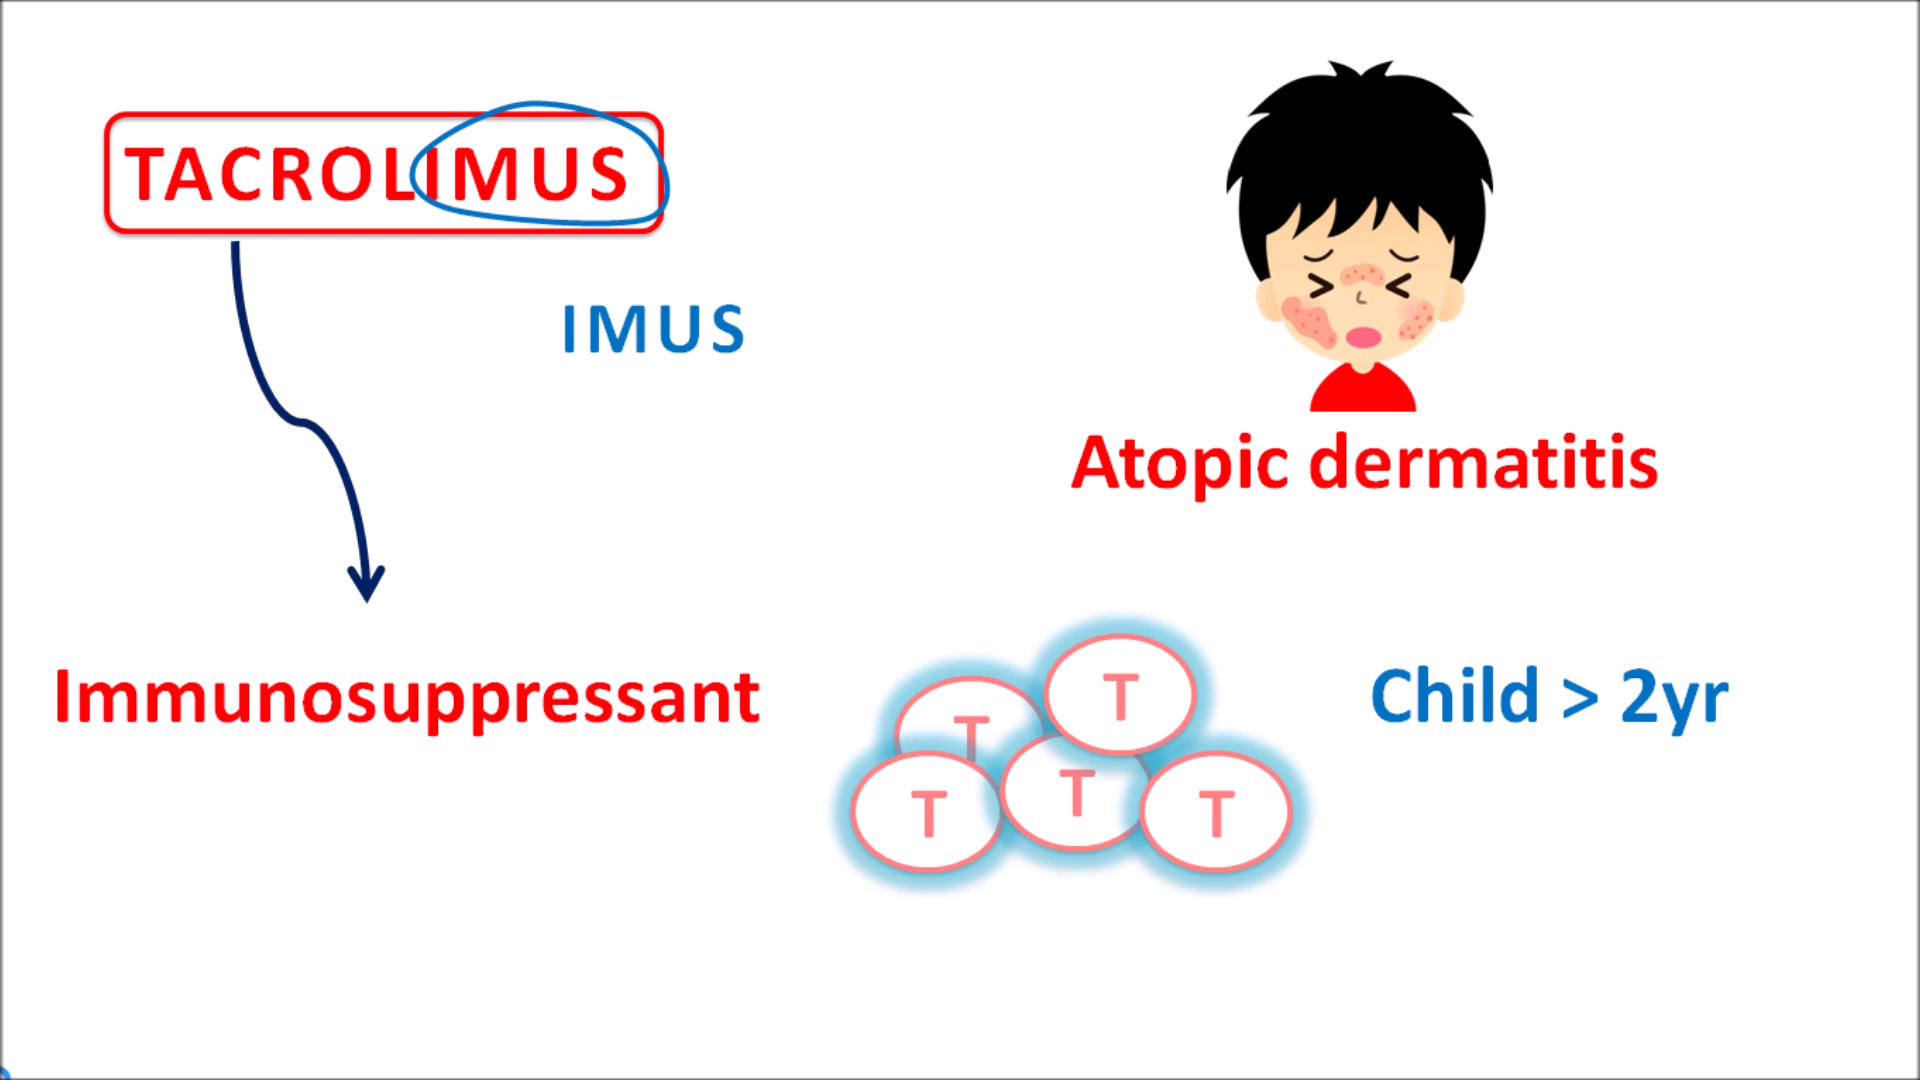 TACROLIMUS
IMUS
Atopic dermatitis
Immunosuppressant
T
T
T
T
T
Child > 2yr